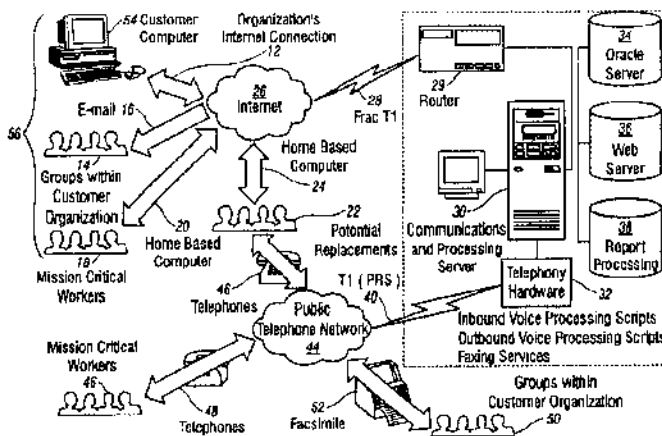 54 Customer
Computer
Organization's
Internet Connection
12
34
Oracle
Server
26
Internet
29
Router
28
Frac T1
E-mail 16
56
14
Groups within
Customer
Organization
20
18
Home Based
Computer
Mission Critical
Workers
Home Based
Computer
24
22
Potential
Replacements
30
Communications
and Processing
Server
36
Web
Server
38
Report
Processing
46
Telephones
T1 (PRS)
40
Telephony
Hardware
32
Public
Telephone Network
44
Inbound Voice Processing Scripts
Outbound Voice Processing Scripts
Faxing Services
Mission Critical
Workers
46
48
Telephones
52
Facsimile
Groups within
Customer Organization
50